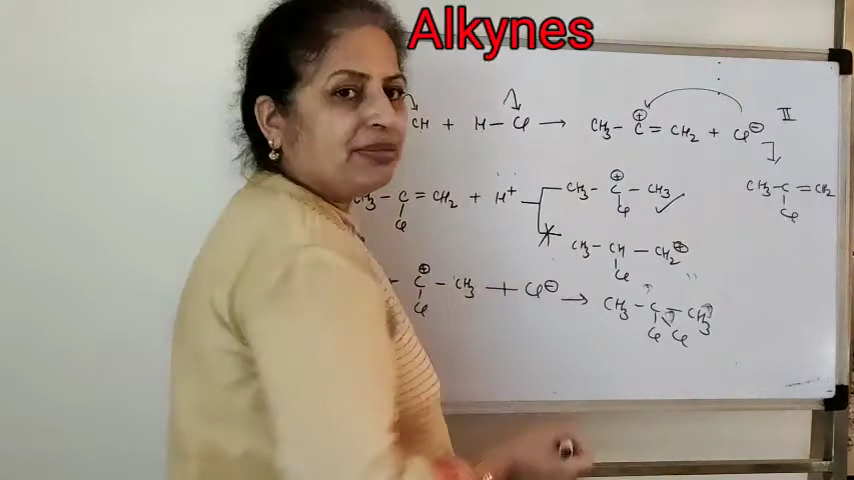 Alkynes
CH + H - Cl → CH₃ - C⊕ = CH₂ + Cl⊖ II
CH₃ - C = CH₂
Cl
CH₃ - C = CH₂ + H⁺ CH₃ - C⊕ - CH₃ ✓
Cl Cl
CH₃ - CH - CH₂⊕
Cl
- C⊕ - CH₃ + Cl⊖ → CH₃ - C - CH₃
Cl Cl Cl